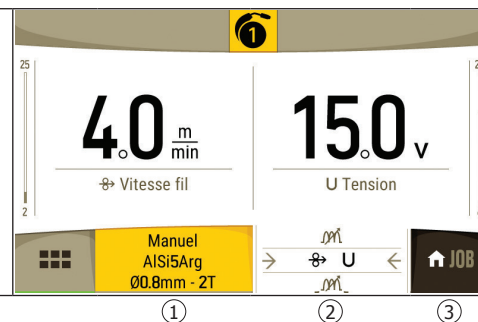 1
25
2
4.0 m/min
Vitesse fil
15.0 V
U Tension
2
Manuel
AlSi5Arg
Ø0.8mm - 2T
U
JOB
① ② ③